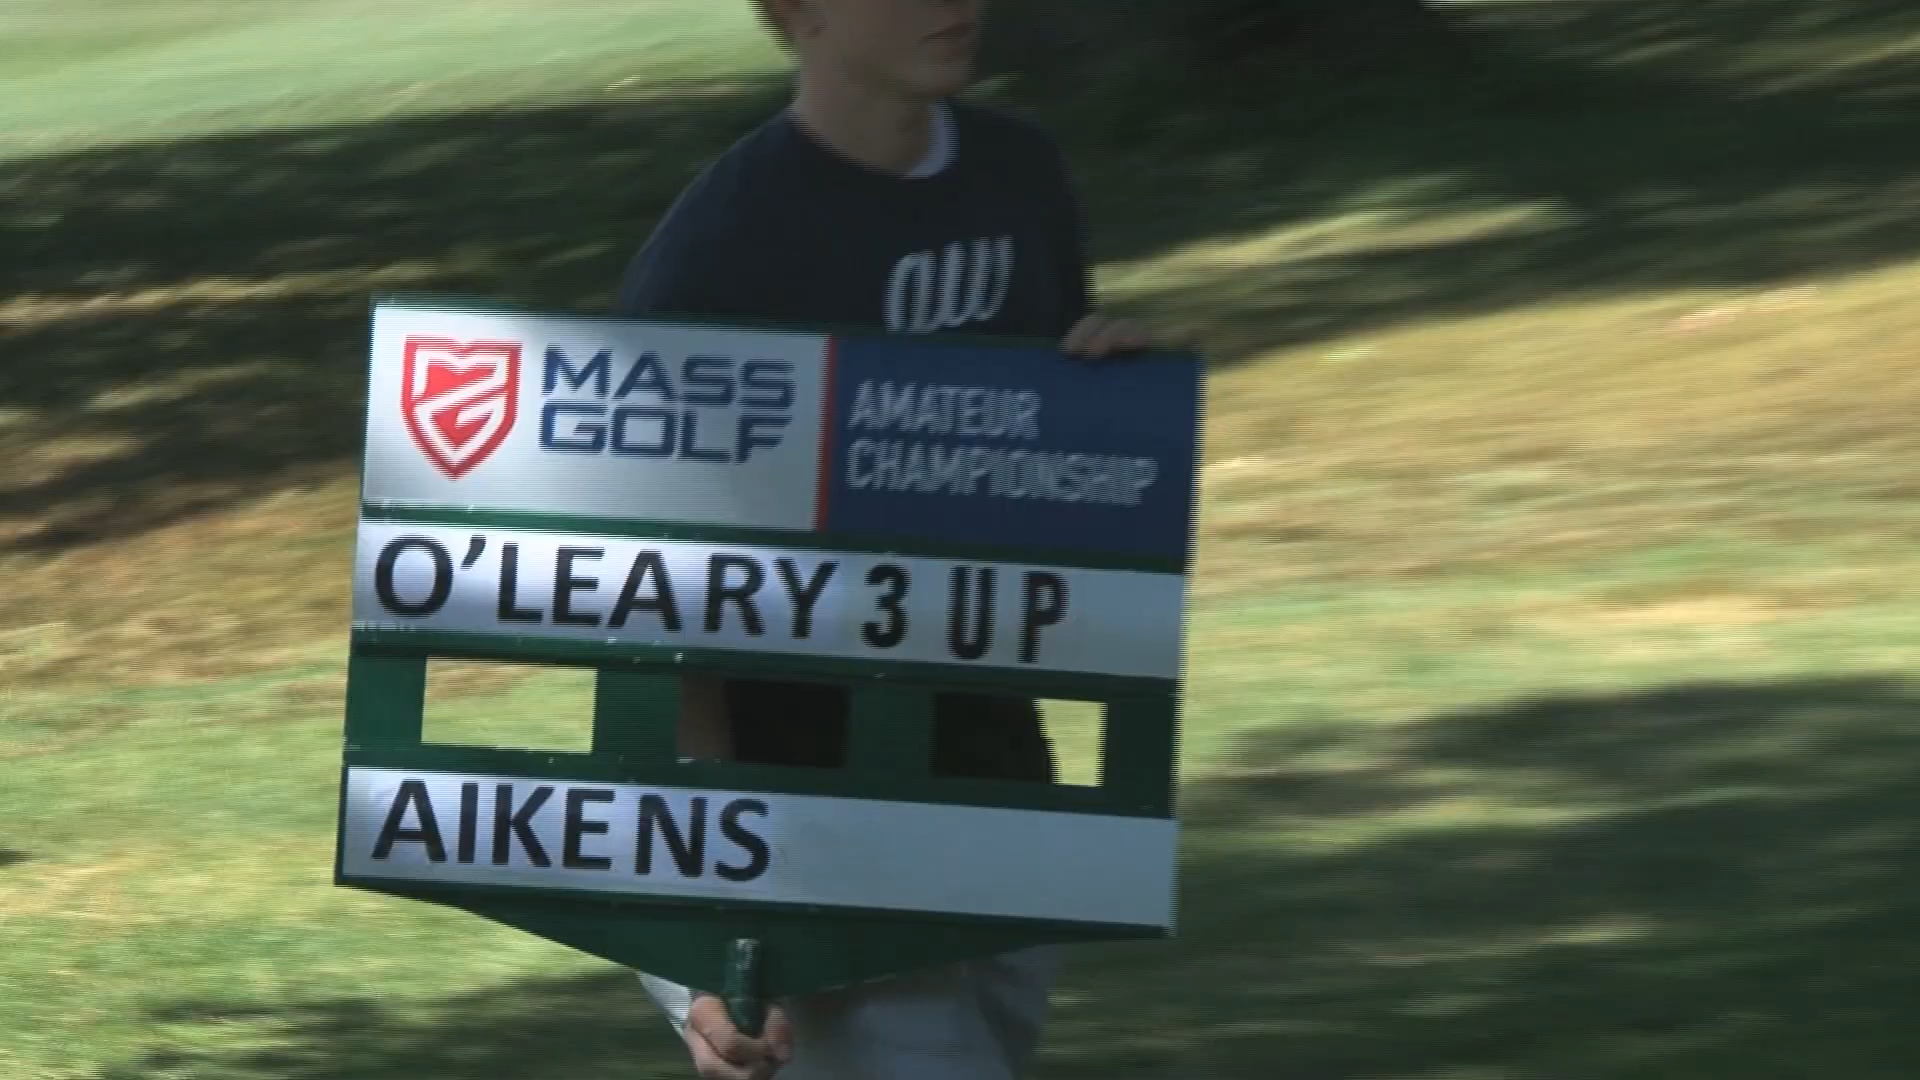 MASS
GOLF
AMATEUR
CHAMPIONSHIP
O'LEARY 3 UP
AIKENS